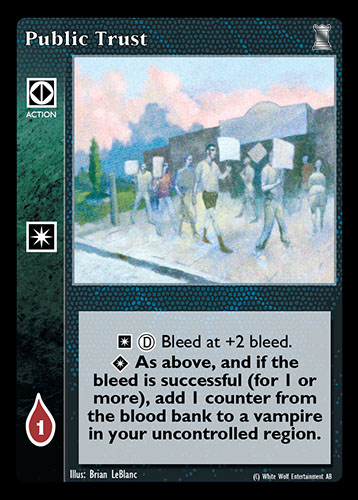 Public Trust
ACTION
D Bleed at +2 bleed.
As above, and if the
bleed is successful (for 1 or
more), add 1 counter from
the blood bank to a vampire
in your uncontrolled region.
1
Illus: Brian LeBlanc
(C) White Wolf Entertainment AB